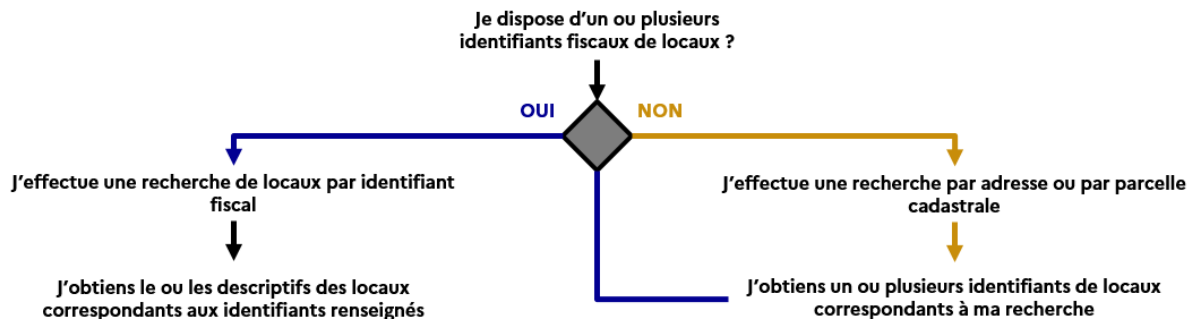 Je dispose d'un ou plusieurs
identifiants fiscaux de locaux ?
OUI
NON
J'effectue une recherche de locaux par identifiant
fiscal
J'effectue une recherche par adresse ou par parcelle
cadastrale
J'obtiens le ou les descriptifs des locaux
correspondants aux identifiants renseignés
J'obtiens un ou plusieurs identifiants de locaux
correspondants à ma recherche